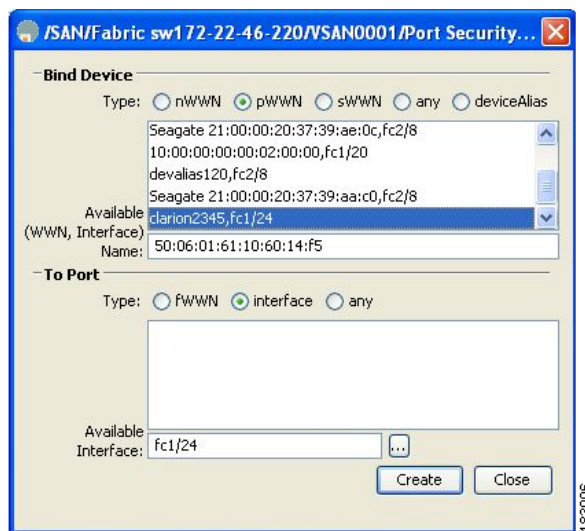 /SAN/Fabric sw172-22-46-220/VSAN0001/Port Security...
Bind Device
Type: nWWN pWWN sWWN any deviceAlias
Seagate 21:00:00:20:37:39:ae:0c,fc2/8
10:00:00:00:00:02:00:00,fc1/20
devalias120,fc2/8
Seagate 21:00:00:20:37:39:aa:c0,fc2/8
clarion2345,fc1/24
Available
(WWN, Interface)
Name: 50:06:01:61:10:60:14:f5
To Port
Type: fWWN interface any
Available
Interface: fc1/24 ...
Create Close